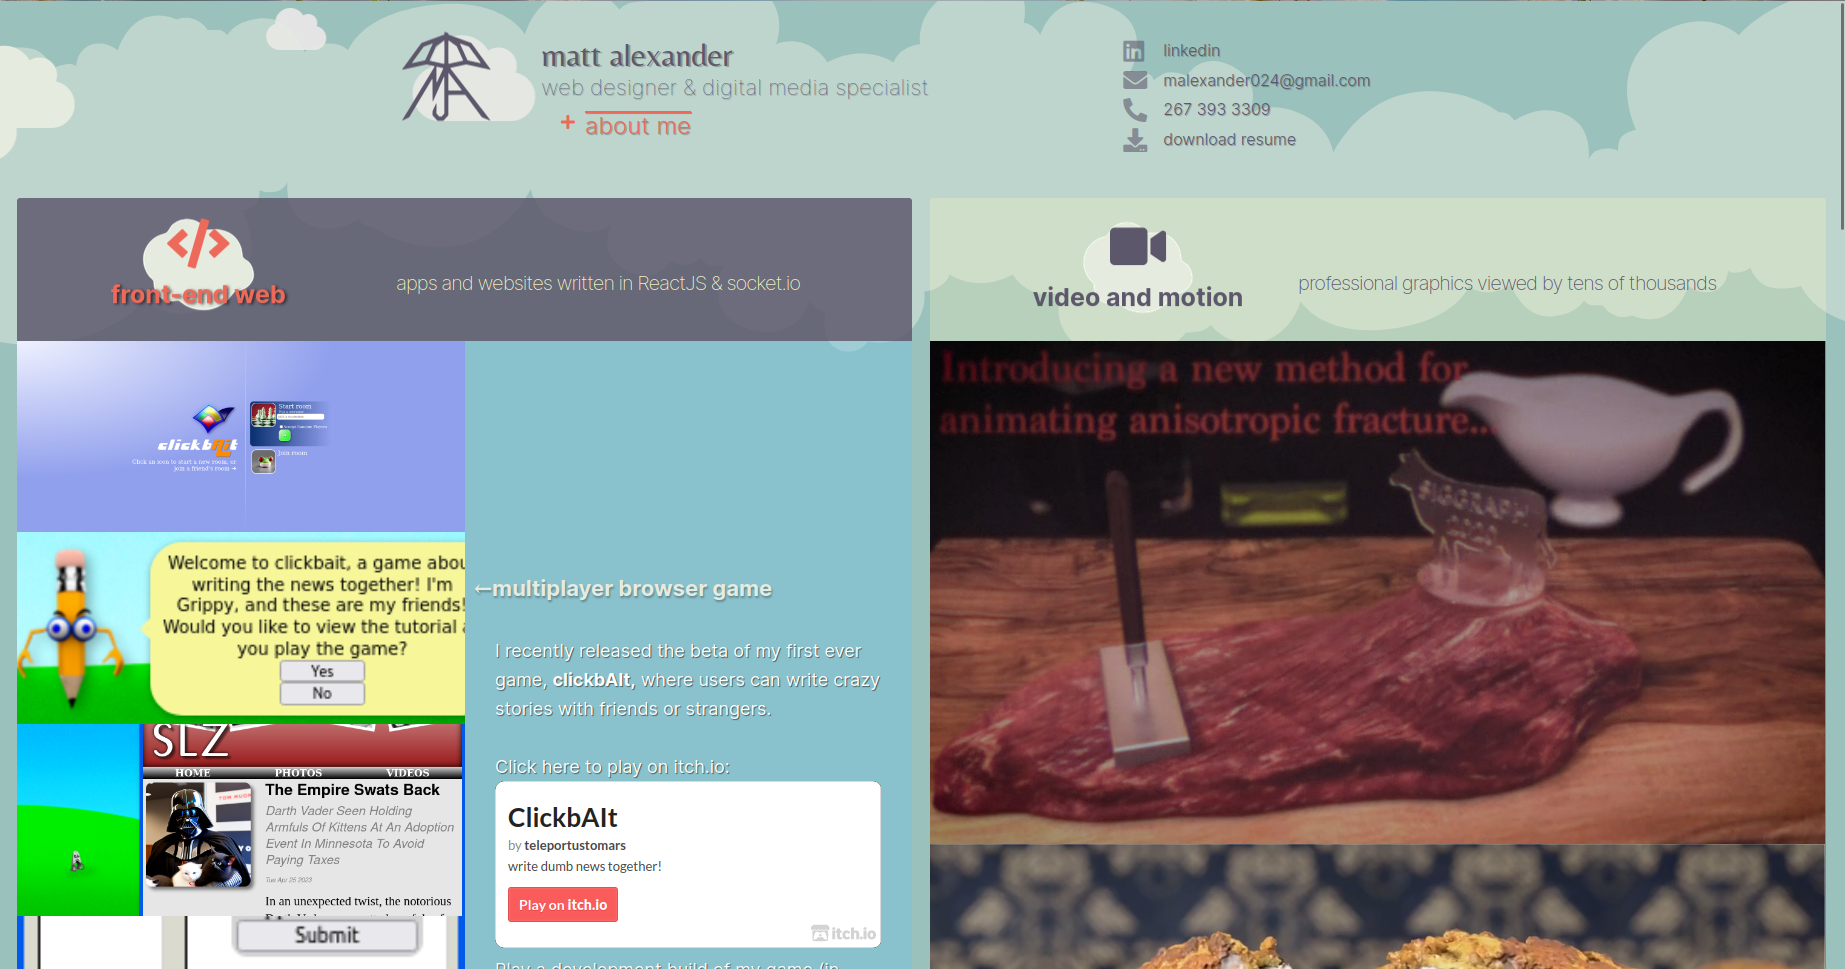 matt alexander
web designer & digital media specialist
+ about me
linkedin
malexander024@gmail.com
267 393 3309
download resume
front-end web
apps and websites written in ReactJS & socket.io
video and motion
professional graphics viewed by tens of thousands
clickbAIt
Click an icon to start a new room, or
join a friend's room ➔
Start room
Join room
Welcome to clickbait, a game abou
writing the news together! I'm
Grippy, and these are my friends!
Would you like to view the tutorial
you play the game?
Yes
No
SLZ
HOME PHOTOS VIDEOS
The Empire Swats Back
Darth Vader Seen Holding
Armfuls Of Kittens At An Adoption
Event In Minnesota To Avoid
Paying Taxes
Tue Apr 25 2023
In an unexpected twist, the notorious
Submit
←multiplayer browser game
I recently released the beta of my first ever
game, clickbAIt, where users can write crazy
stories with friends or strangers.
Click here to play on itch.io:
ClickbAIt
by teleportustomars
write dumb news together!
Play on itch.io
itch.io
Play a development build of my game (in
Introducing a new method for
animating anisotropic fracture...
SIGGRAPH